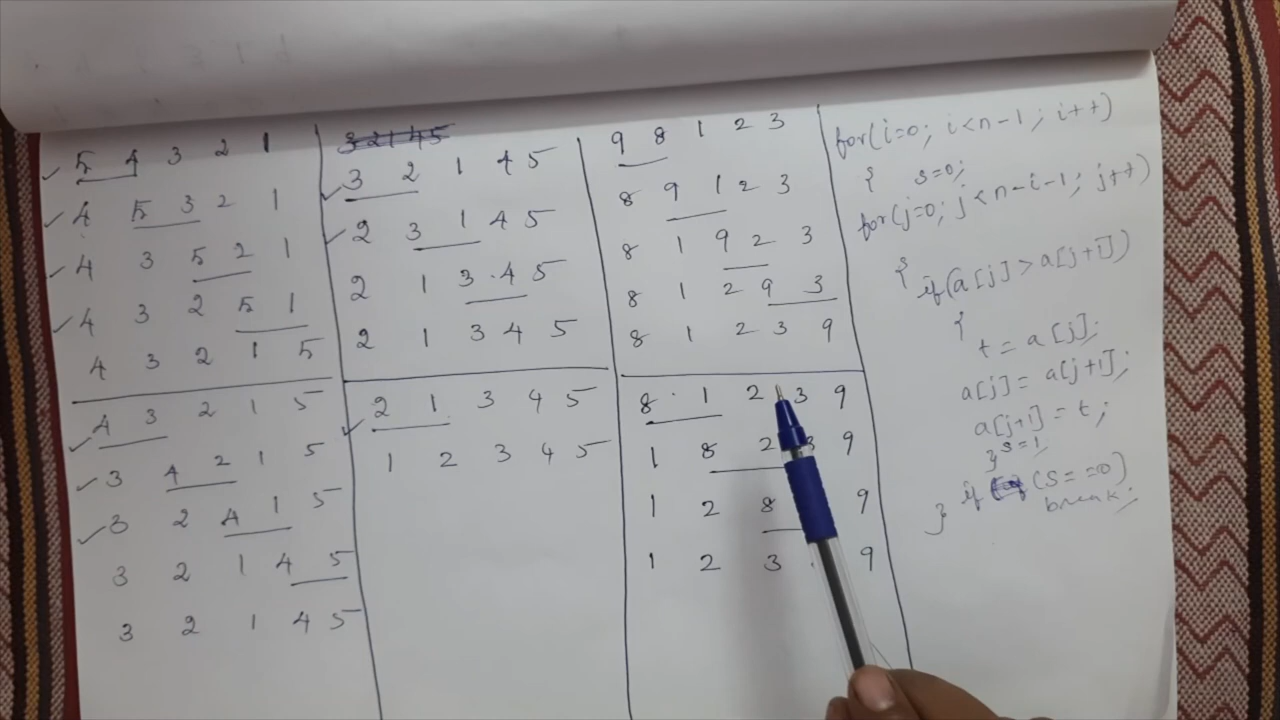 5 4 3 2 1
4 5 3 2 1
4 3 5 2 1
4 3 2 5 1
4 3 2 1 5
4 3 2 1 5
3 4 2 1 5
3 2 4 1 5
3 2 1 4 5
3 2 1 4 5
3 2 1 4 5
3 2 1 4 5
2 3 1 4 5
2 1 3 4 5
2 1 3 4 5
2 1 3 4 5
1 2 3 4 5
9 8 1 2 3
8 9 1 2 3
8 1 9 2 3
8 1 2 9 3
8 1 2 3 9
8 1 2 3 9
1 8 2 3 9
1 2 8 9
1 2 3 9
for(i=0; i<n-1; i++)
{ s=0;
for(j=0; j<n-i-1; j++)
{
if(a[j]>a[j+1])
{
t = a[j];
a[j] = a[j+1];
a[j+1] = t;
} s=1
} if (s==0)
break;